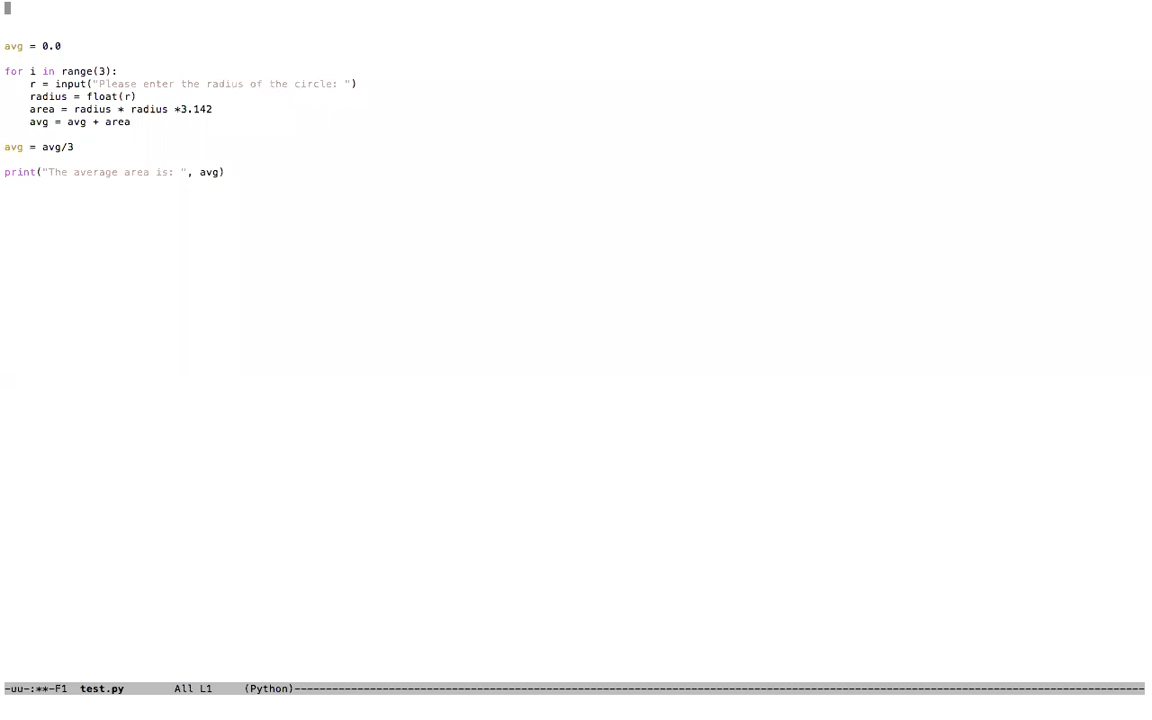 avg = 0.0
for i in range(3):
    r = input("Please enter the radius of the circle: ")
    radius = float(r)
    area = radius * radius *3.142
    avg = avg + area
avg = avg/3
print("The average area is: ", avg)
-uu-:**-F1  test.py        All L1     (Python)---------------------------------------------------------------------------------------------------------------------------------------